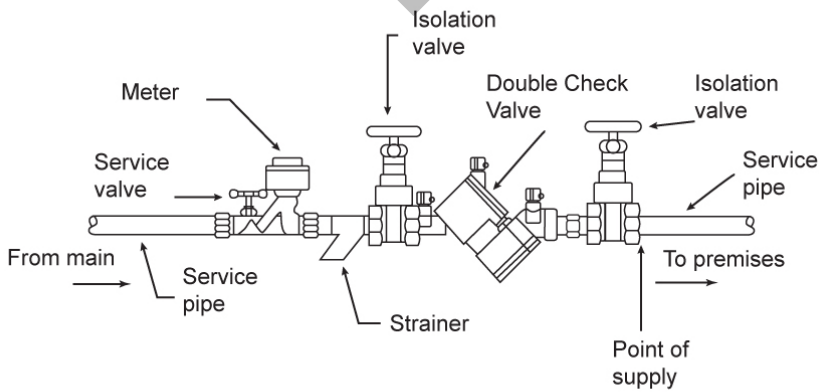 Isolation
valve
Meter
Double Check
Valve
Isolation
valve
Service
valve
Service
pipe
From main
Service
pipe
Strainer
To premises
Point of
supply